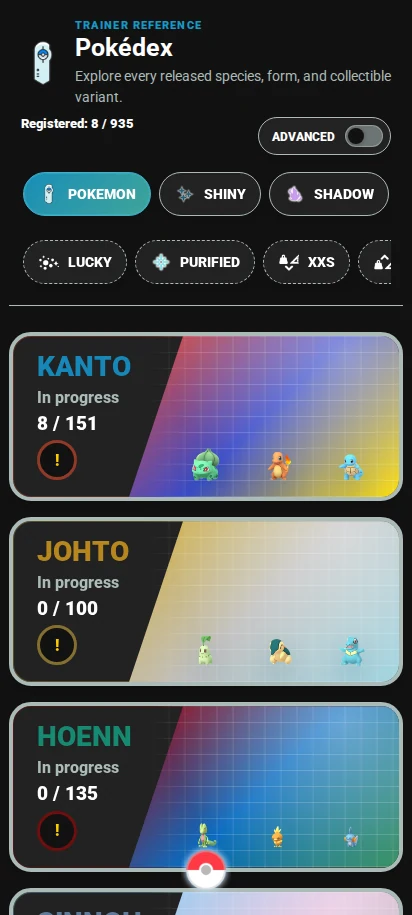 TRAINER REFERENCE
Pokédex
Explore every released species, form, and collectible
variant.
Registered: 8 / 935
ADVANCED
POKEMON
SHINY
SHADOW
LUCKY
PURIFIED
XXS
KANTO
In progress
8 / 151
!
JOHTO
In progress
0 / 100
!
HOENN
In progress
0 / 135
!